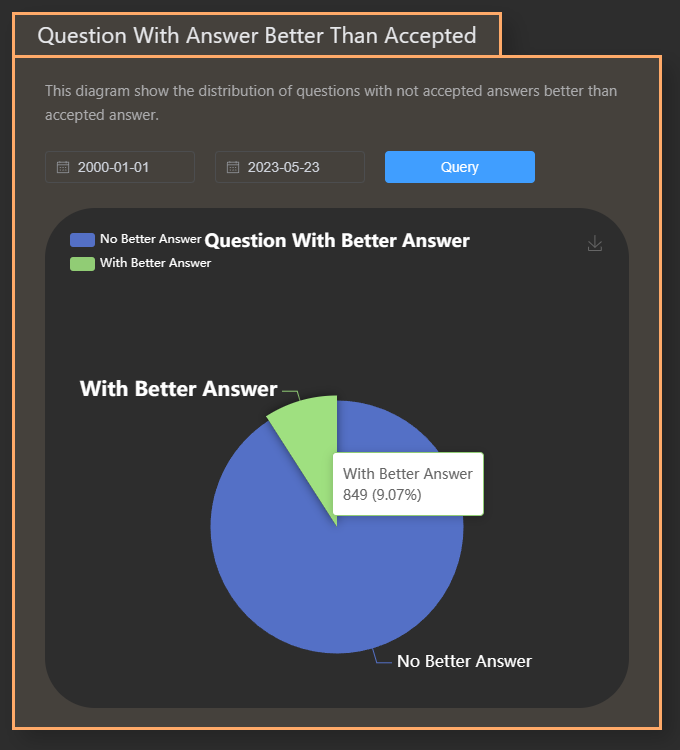 Question With Answer Better Than Accepted
This diagram show the distribution of questions with not accepted answers better than
accepted answer.
2000-01-01
2023-05-23
Query
No Better Answer
Question With Better Answer
With Better Answer
With Better Answer
With Better Answer
849 (9.07%)
No Better Answer